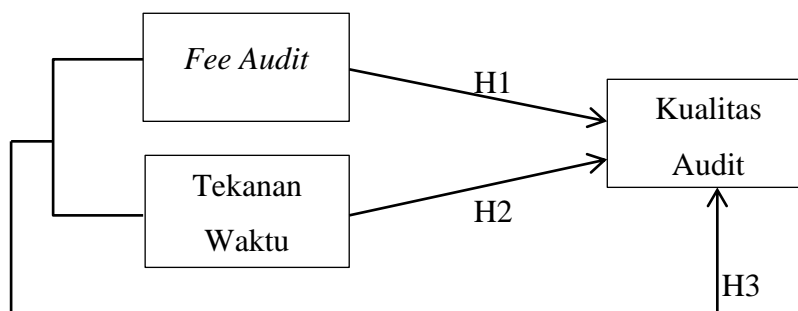 Fee Audit
H1
Kualitas
Audit
Tekanan
Waktu
H2
H3